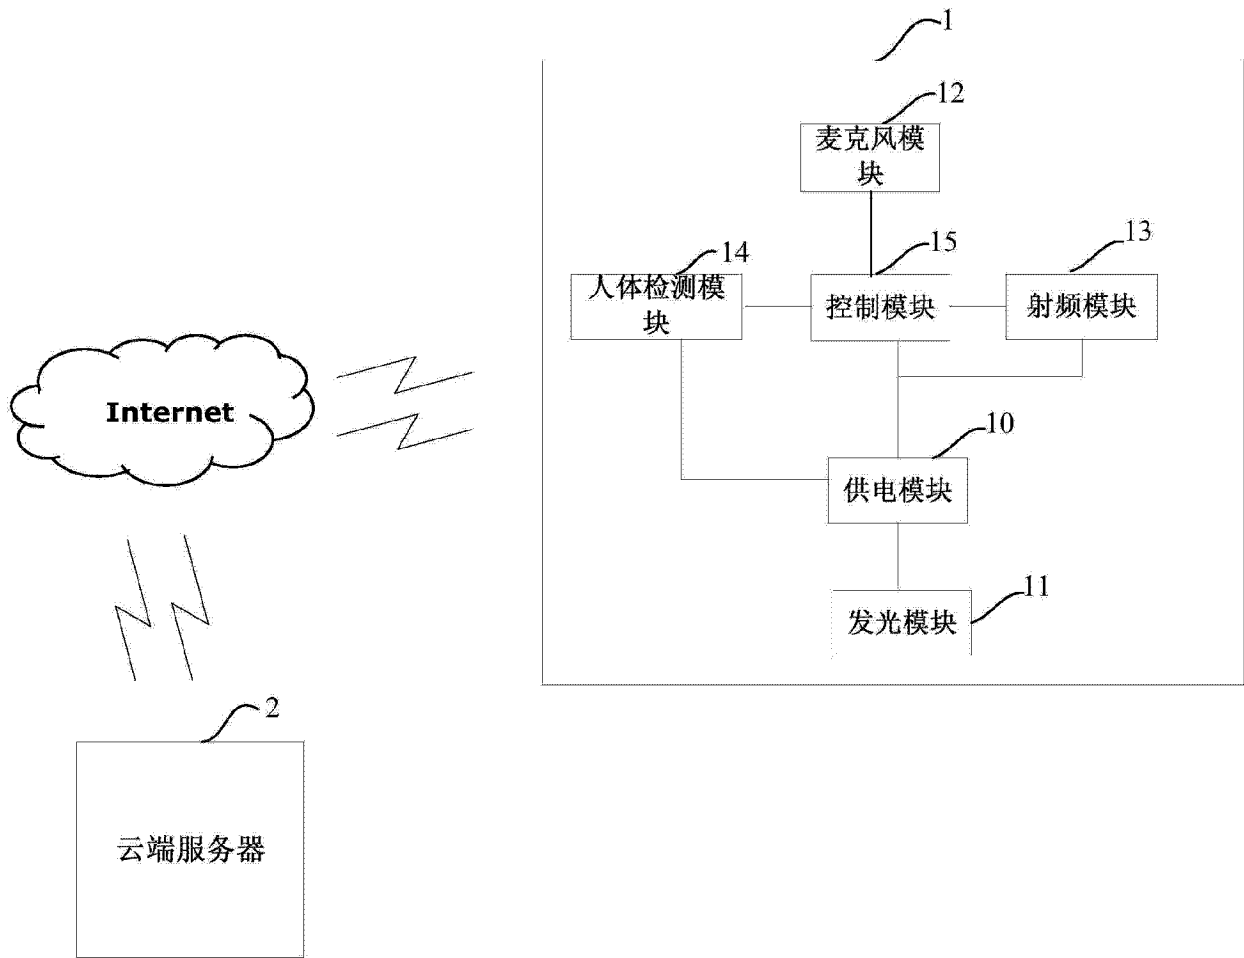 1
12
麦克风模
块
14
15
13
人体检测模
块
控制模块
射频模块
Internet
10
供电模块
11
发光模块
2
云端服务器